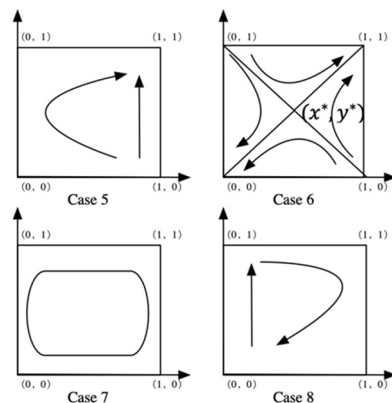 (0, 1) (1, 1)
(0, 0) (1, 0)
Case 5
(0, 1) (1, 1)
(x*, y*)
(0, 0) (1, 0)
Case 6
(0, 1) (1, 1)
(0, 0) (1, 0)
Case 7
(0, 1) (1, 1)
(0, 0) (1, 0)
Case 8